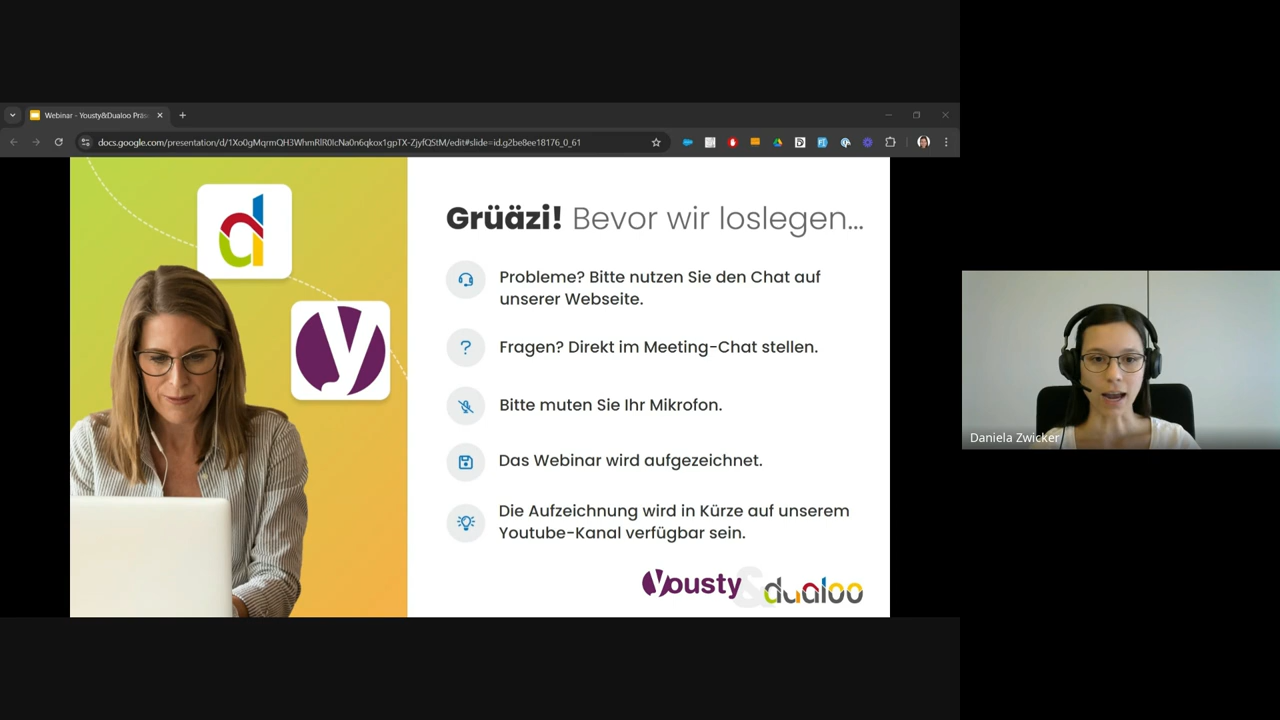 Webinar - Yousty&Dualoo Präs
docs.google.com/presentation/d/1Xo0gMqrmQH3WhmRlR0IcNa0n6qkox1gpTX-ZjyfQStM/edit#slide=id.g2be8ee18176_0_61
Grüäzi! Bevor wir loslegen...
Probleme? Bitte nutzen Sie den Chat auf
unserer Webseite.
Fragen? Direkt im Meeting-Chat stellen.
Bitte muten Sie Ihr Mikrofon.
Das Webinar wird aufgezeichnet.
Die Aufzeichnung wird in Kürze auf unserem
Youtube-Kanal verfügbar sein.
yousty & dualoo
Daniela Zwicker